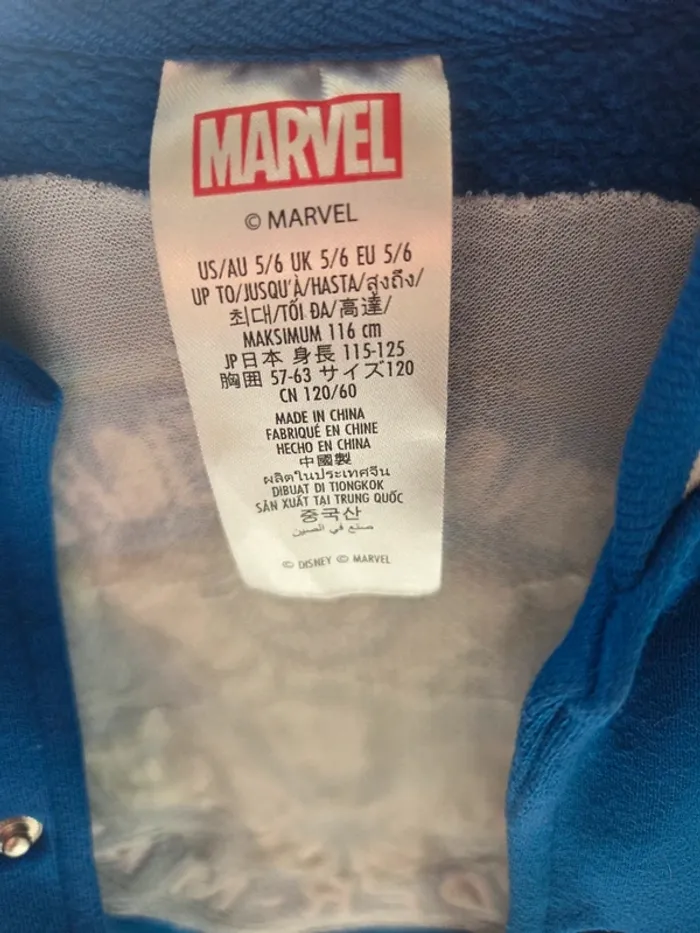 MARVEL
© MARVEL
US/AU 5/6 UK 5/6 EU 5/6
UP TO/JUSQU'À/HASTA/สูงถึง/
최대/TỐI ĐA/高達/
MAKSIMUM 116 cm
JP日本 身長 115-125
胸囲 57-63 サイズ120
CN 120/60
MADE IN CHINA
FABRIQUÉ EN CHINE
HECHO EN CHINA
中國製
ผลิตในประเทศจีน
DIBUAT DI TIONGKOK
SẢN XUẤT TẠI TRUNG QUỐC
중국산
صنع في الصين
© DISNEY © MARVEL